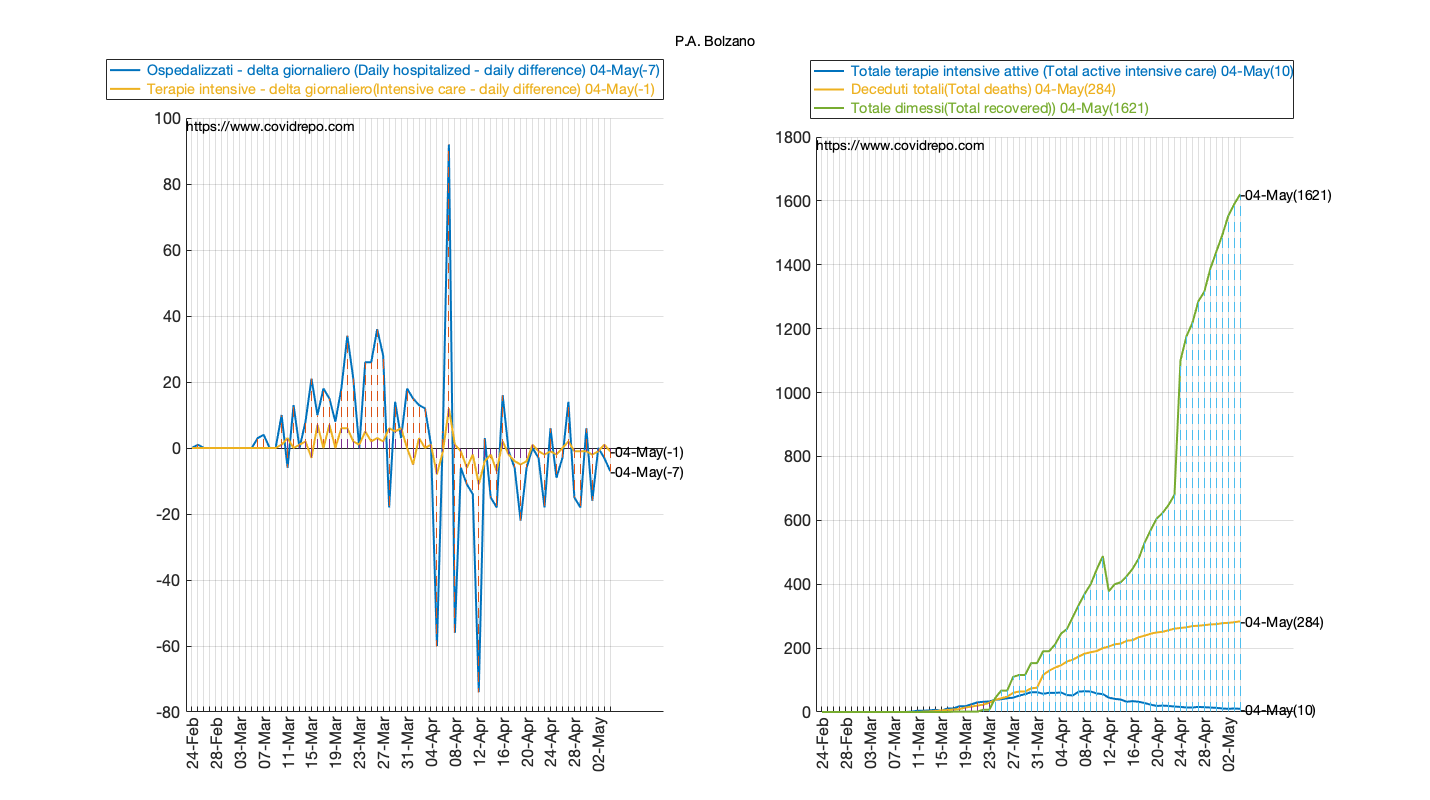 P.A. Bolzano
Ospedalizzati - delta giornaliero (Daily hospitalized - daily difference) 04-May(-7)
Terapie intensive - delta giornaliero(Intensive care - daily difference) 04-May(-1)
https://www.covidrepo.com
100
80
60
40
20
0
-20
-40
-60
-80
04-May(-1)
04-May(-7)
24-Feb
28-Feb
03-Mar
07-Mar
11-Mar
15-Mar
19-Mar
23-Mar
27-Mar
31-Mar
04-Apr
08-Apr
12-Apr
16-Apr
20-Apr
24-Apr
28-Apr
02-May
Totale terapie intensive attive (Total active intensive care) 04-May(10)
Deceduti totali(Total deaths) 04-May(284)
Totale dimessi(Total recovered)) 04-May(1621)
https://www.covidrepo.com
1800
1600
1400
1200
1000
800
600
400
200
0
04-May(1621)
04-May(284)
04-May(10)
24-Feb
28-Feb
03-Mar
07-Mar
11-Mar
15-Mar
19-Mar
23-Mar
27-Mar
31-Mar
04-Apr
08-Apr
12-Apr
16-Apr
20-Apr
24-Apr
28-Apr
02-May